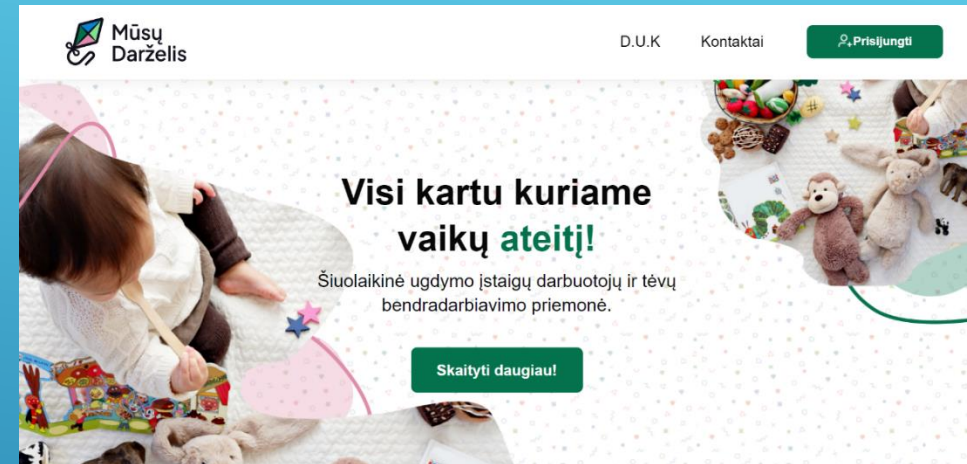 Mūsų
Darželis
D.U.K
Kontaktai
Prisijungti
Visi kartu kuriame
vaikų ateitį!
Šiuolaikinė ugdymo įstaigų darbuotojų ir tėvų
bendradarbiavimo priemonė.
Skaityti daugiau!